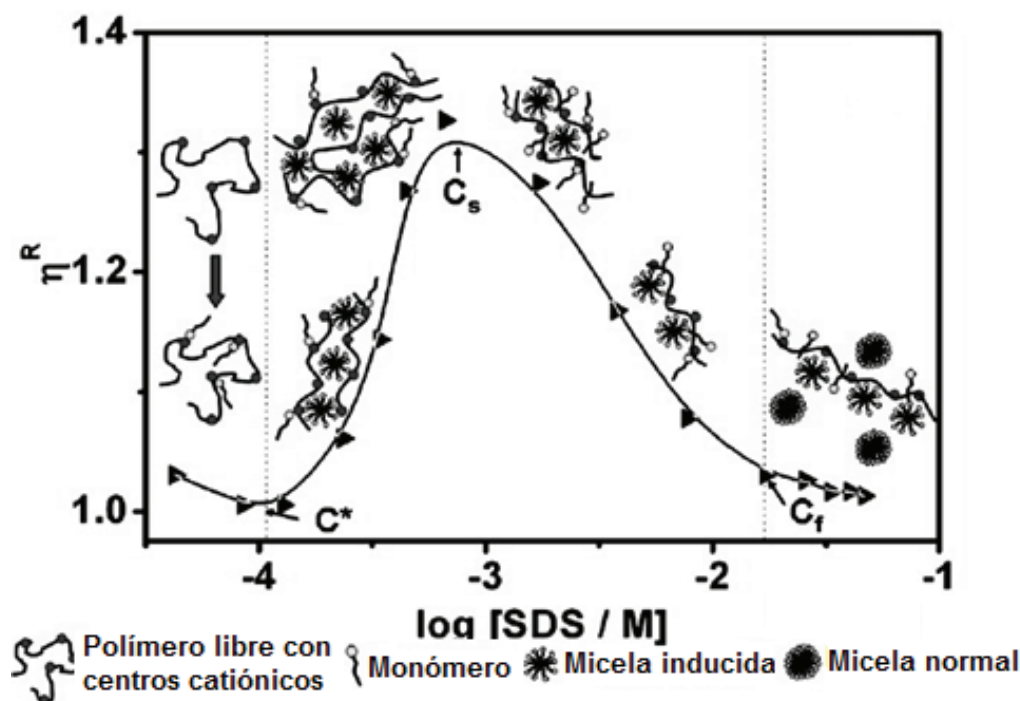 1.4
1.2
1.0
η^R
C_s
C*
C_f
-4
-3
-2
-1
log [SDS / M]
Polímero libre con
centros catiónicos
Monómero
Micela inducida
Micela normal